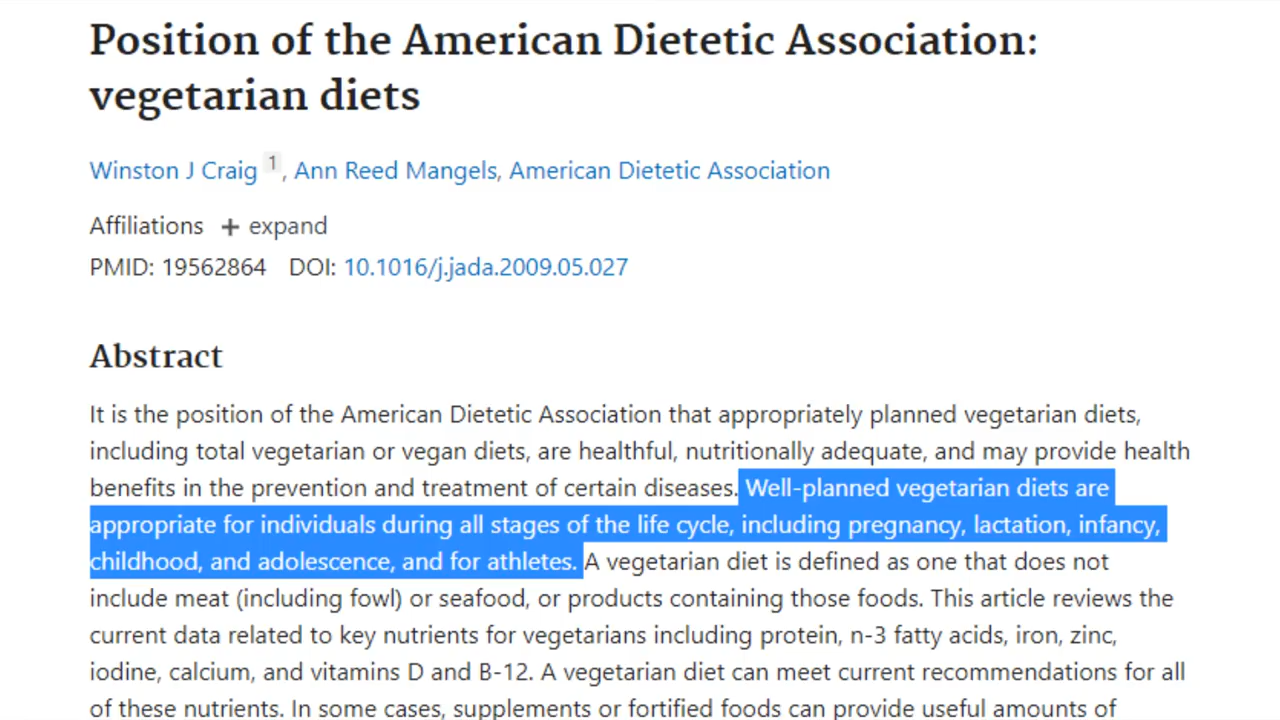 Position of the American Dietetic Association:
vegetarian diets
Winston J Craig 1, Ann Reed Mangels, American Dietetic Association
Affiliations + expand
PMID: 19562864 DOI: 10.1016/j.jada.2009.05.027
Abstract
It is the position of the American Dietetic Association that appropriately planned vegetarian diets,
including total vegetarian or vegan diets, are healthful, nutritionally adequate, and may provide health
benefits in the prevention and treatment of certain diseases. Well-planned vegetarian diets are
appropriate for individuals during all stages of the life cycle, including pregnancy, lactation, infancy,
childhood, and adolescence, and for athletes. A vegetarian diet is defined as one that does not
include meat (including fowl) or seafood, or products containing those foods. This article reviews the
current data related to key nutrients for vegetarians including protein, n-3 fatty acids, iron, zinc,
iodine, calcium, and vitamins D and B-12. A vegetarian diet can meet current recommendations for all
of these nutrients. In some cases, supplements or fortified foods can provide useful amounts of